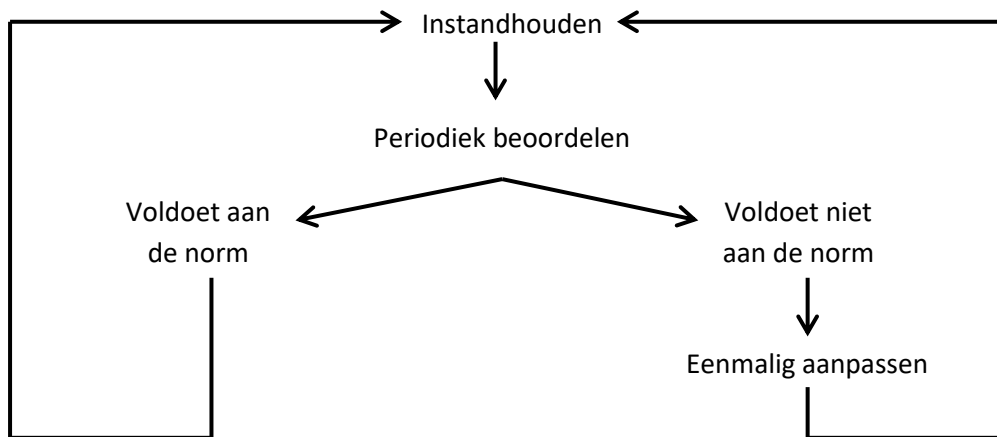 Instandhouden
Periodiek beoordelen
Voldoet aan
de norm
Voldoet niet
aan de norm
Eenmalig aanpassen